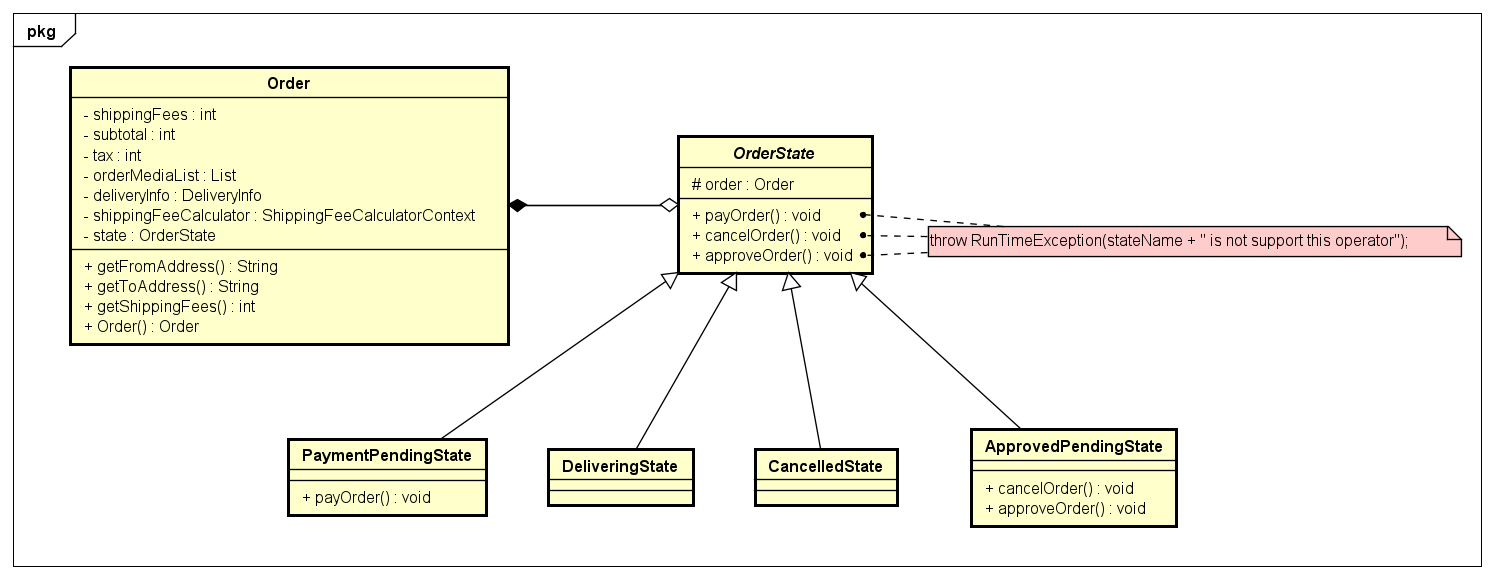 pkg
Order
- shippingFees : int
- subtotal : int
- tax : int
- orderMediaList : List
- deliveryInfo : DeliveryInfo
- shippingFeeCalculator : ShippingFeeCalculatorContext
- state : OrderState
+ getFromAddress() : String
+ getToAddress() : String
+ getShippingFees() : int
+ Order() : Order
OrderState
# order : Order
+ payOrder() : void
+ cancelOrder() : void
+ approveOrder() : void
throw RunTimeException(stateName + " is not support this operator");
PaymentPendingState
+ payOrder() : void
DeliveringState
CancelledState
ApprovedPendingState
+ cancelOrder() : void
+ approveOrder() : void